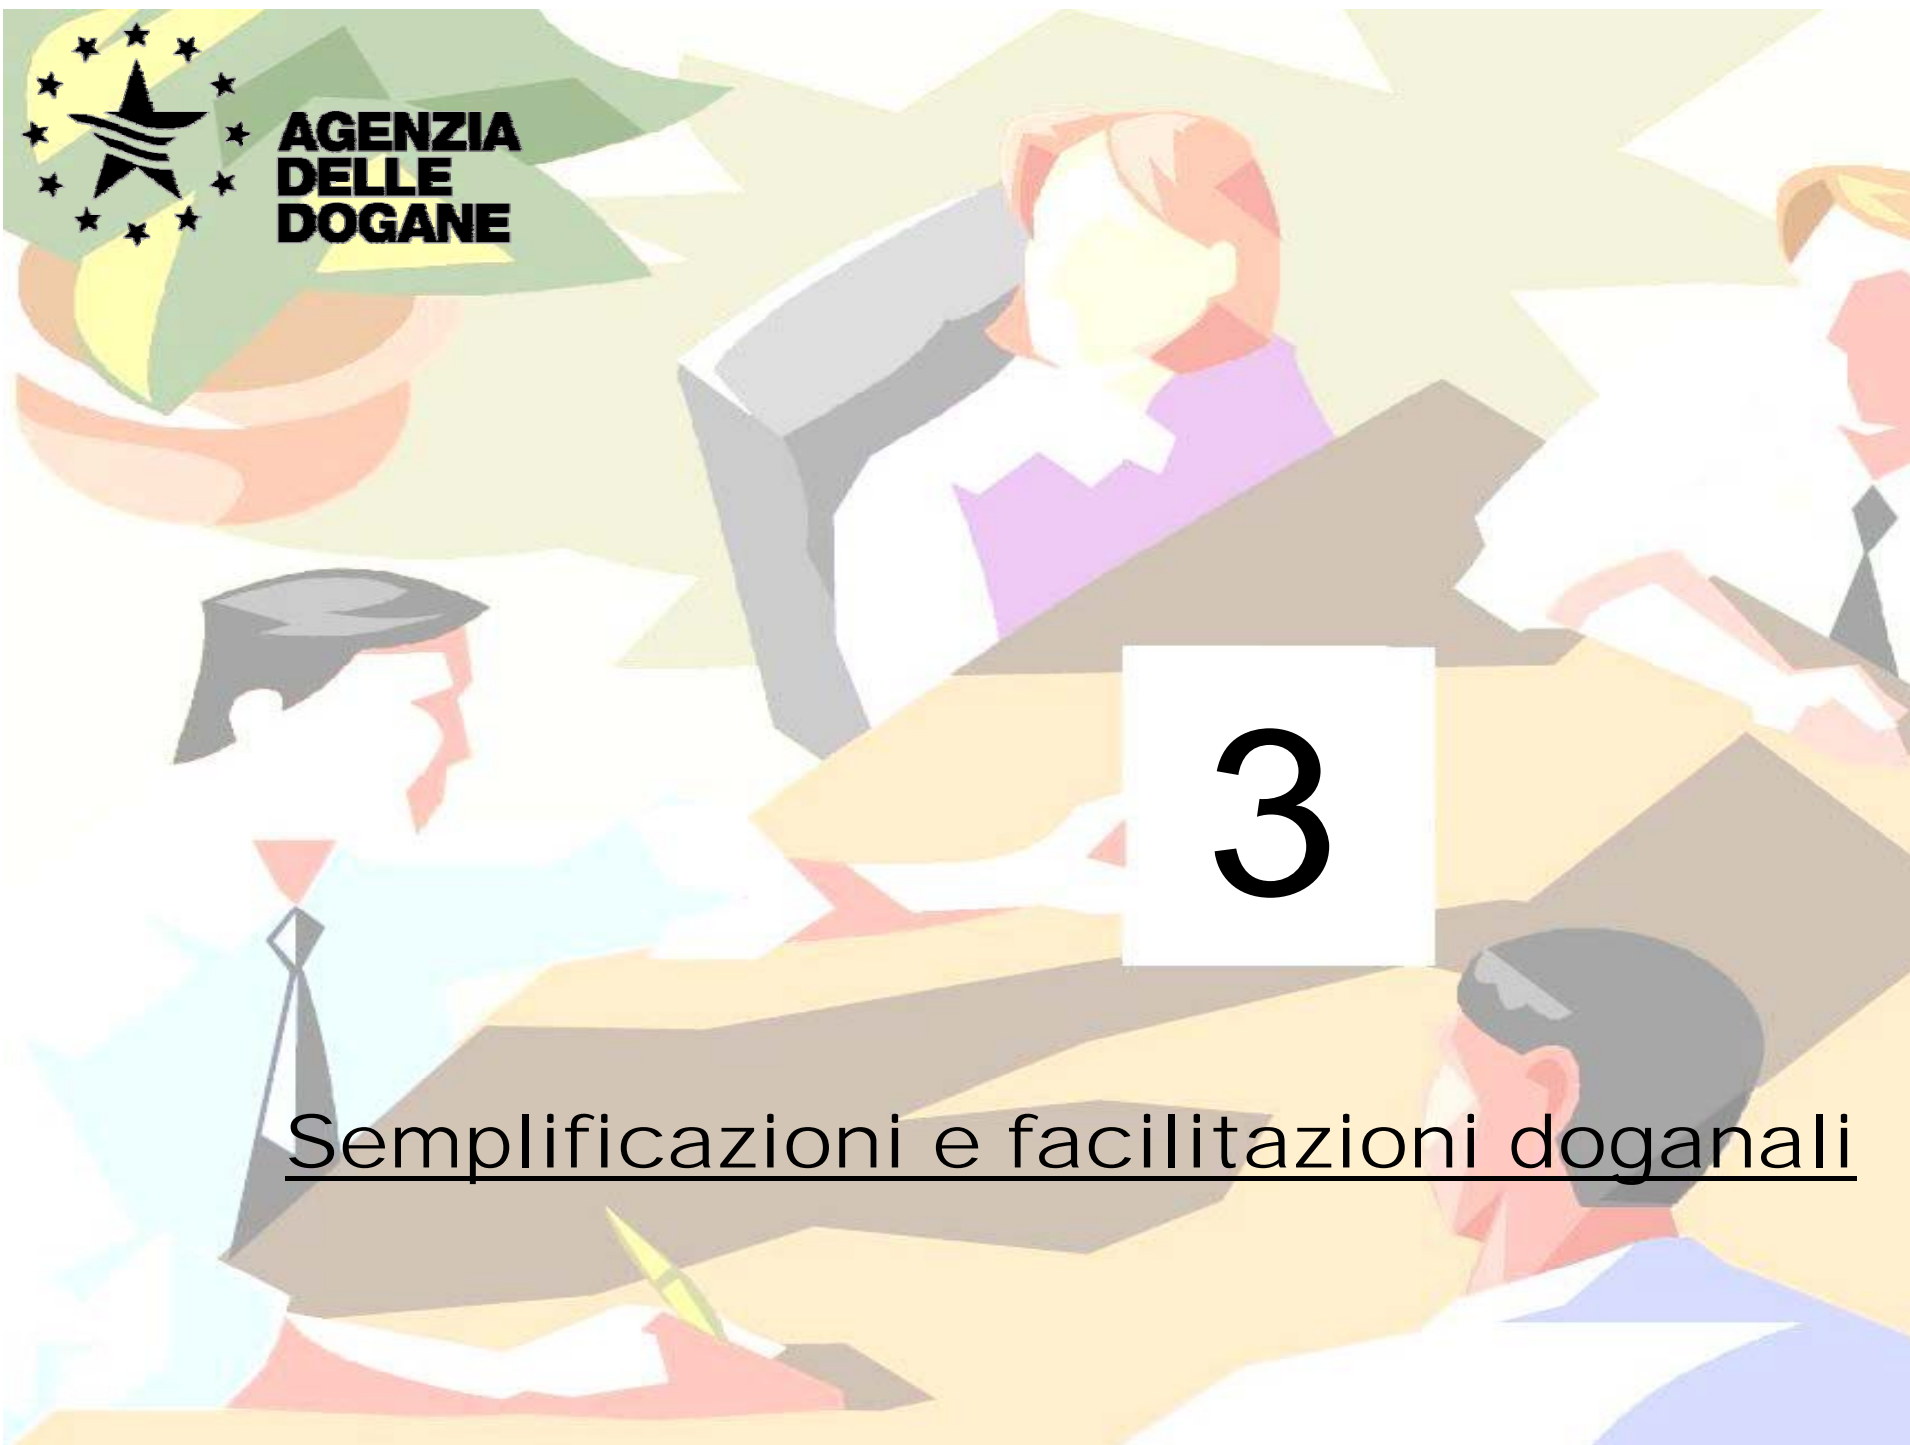 AGENZIA
DELLE
DOGANE
3
Semplificazioni e facilitazioni doganali